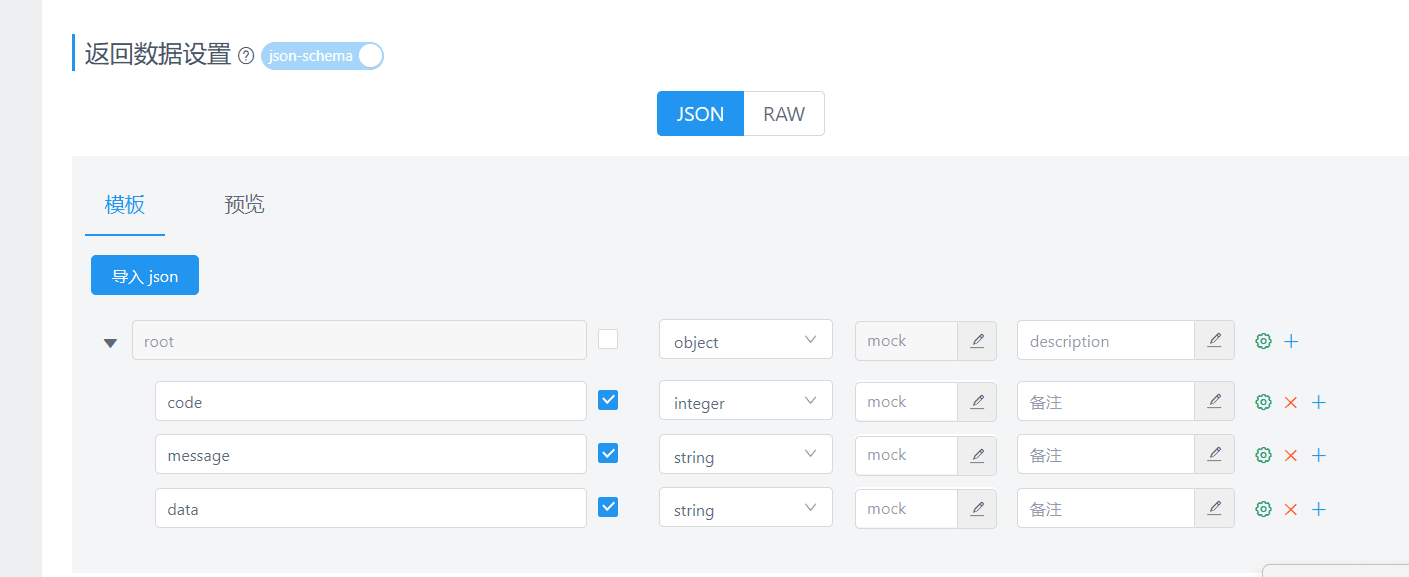 返回数据设置 json-schema
JSON RAW
模板 预览
导入 json
root object mock description
code integer mock 备注
message string mock 备注
data string mock 备注